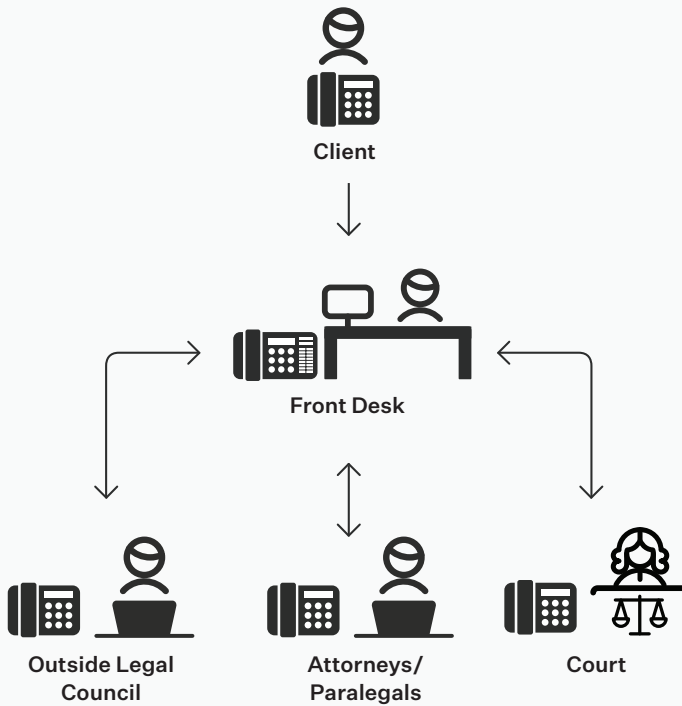 Client
Front Desk
Outside Legal
Council
Attorneys/
Paralegals
Court